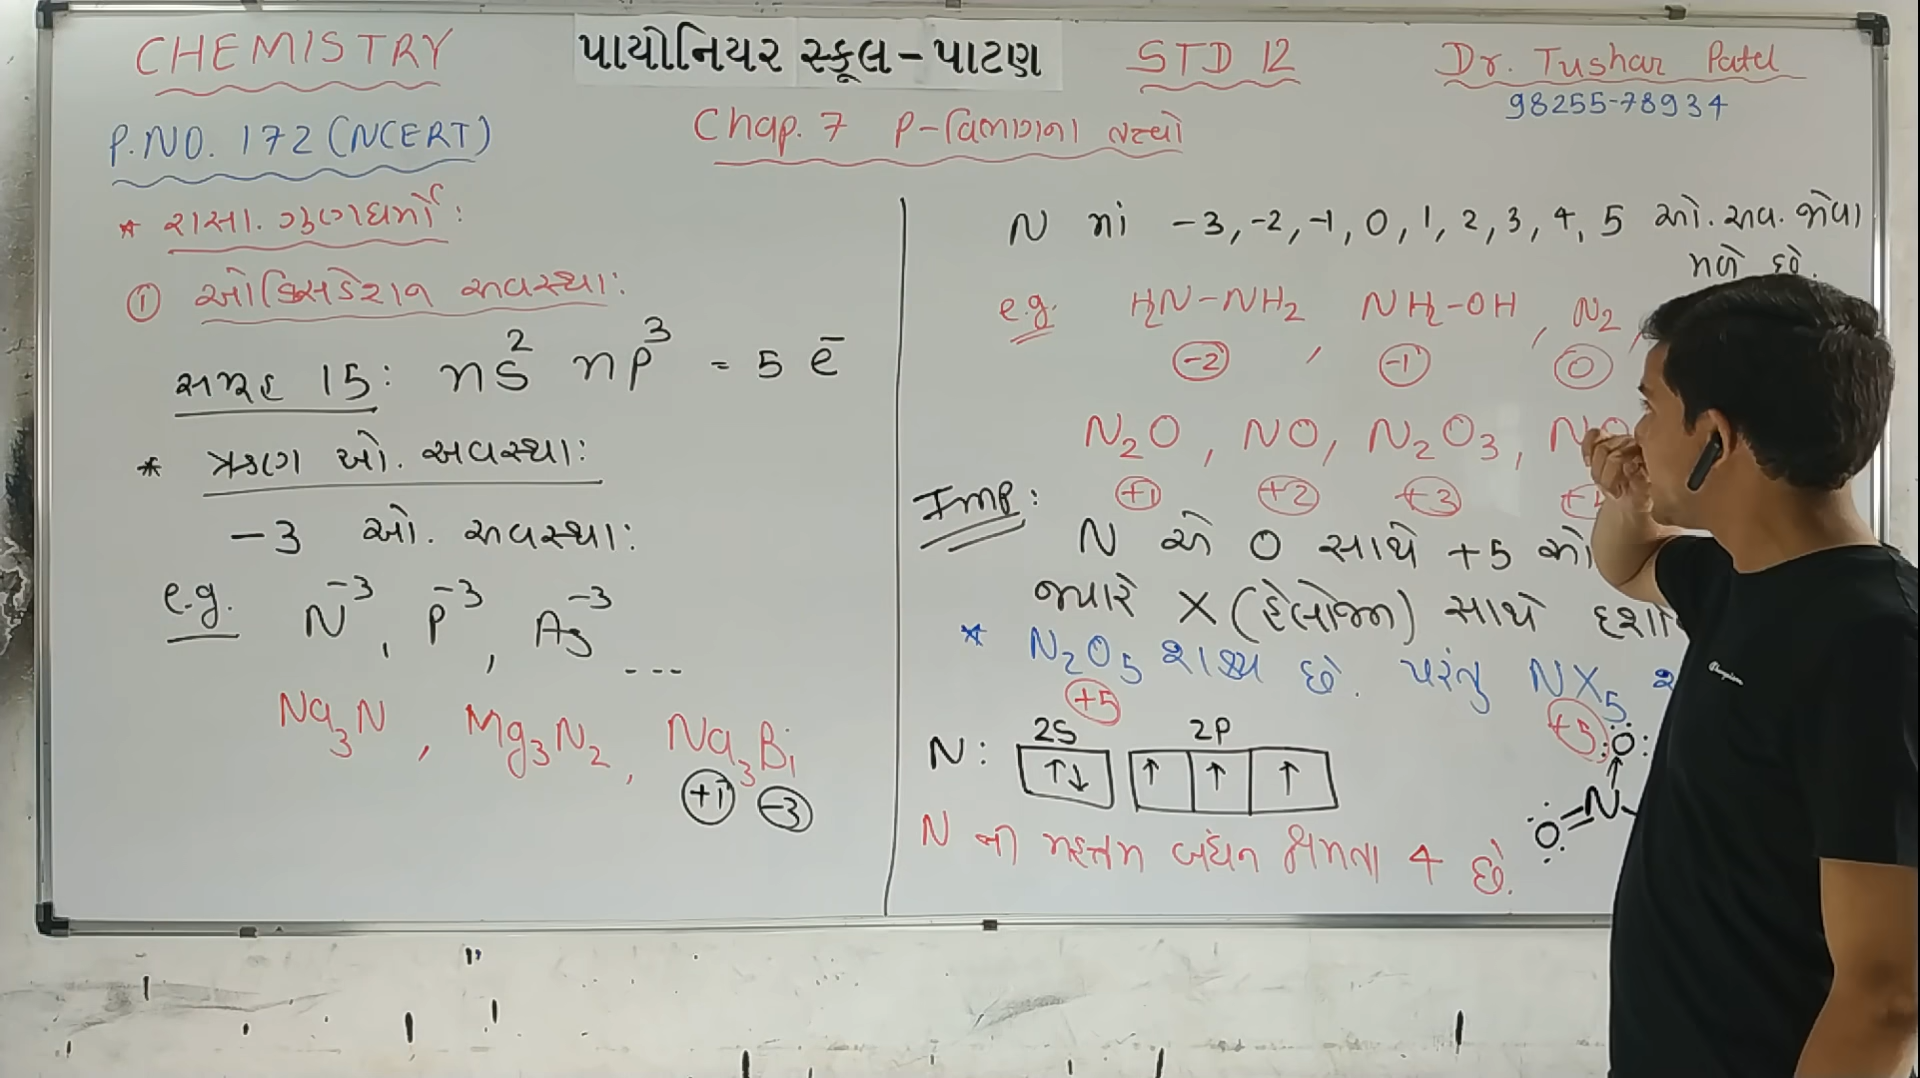 CHEMISTRY
પાયોનિયર સ્કૂલ - પાટણ
STD 12
Dr. Tushar Patel
98255-78934
P.NO. 172 (NCERT)
Chap. 7 P-વિભાગના તત્ત્વો
* રાસા. ગુણધર્મો:
① ઓક્સિડેશન અવસ્થા:
સમૂહ 15: ns² np³ = 5 e⁻
* ઋણ ઓ. અવસ્થા:
-3 ઓ. અવસ્થા:
e.g. N⁻³, P⁻³, As⁻³ ---
Na₃N, Mg₃N₂, Na₃Bi
+1 -3
N માં -3, -2, -1, 0, 1, 2, 3, 4, 5 ઓ. અવ. જોવા
મળે છે.
e.g. H₂N-NH₂, NH₂-OH, N₂,
-2 -1 0
N₂O, NO, N₂O₃, NO
+1 +2 +3 +4
Imp: N એ O સાથે +5 ઓ
જ્યારે X (હેલોજન) સાથે
* N₂O₅ શક્ય છે. પરંતુ NX₅
+5 +5
N: 2S 2P
↑↓ ↑ ↑ ↑
O
O=N
N ની મહત્તમ બંધન ક્ષમતા 4 છે.
Champion